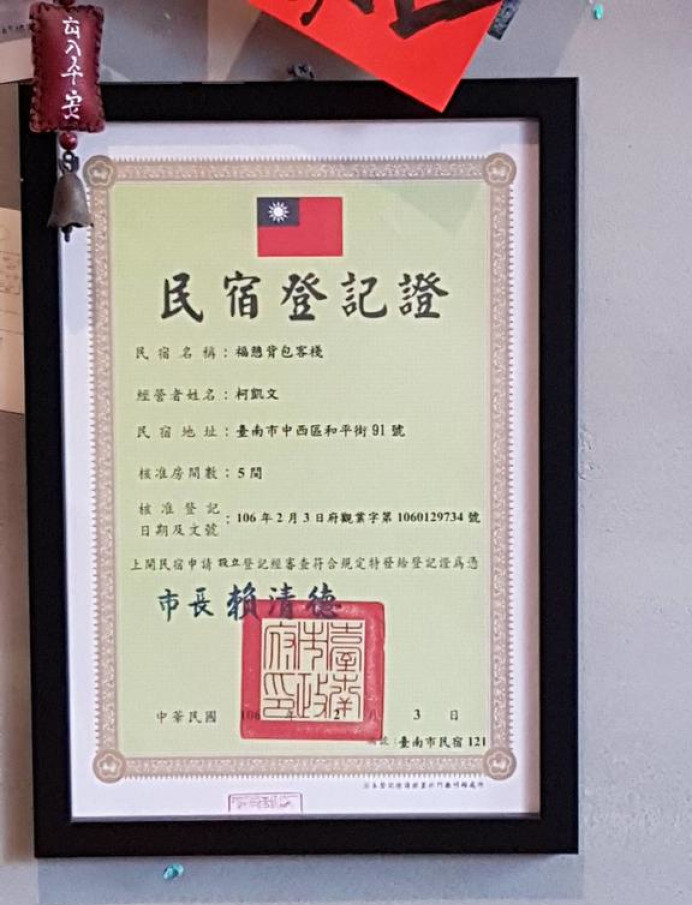 平安
民宿登記證
民宿名稱：福憩背包客棧
經營者姓名：柯凱文
民宿地址：臺南市中西區和平街91號
核准房間數：5間
核准登記日期及文號：106年2月3日府觀業字第1060129734號
上開民宿申請設立登記經審查符合規定特發給登記證為憑
市長賴清德
臺南市政府印
中華民國106年2月3日
臺南市民宿121